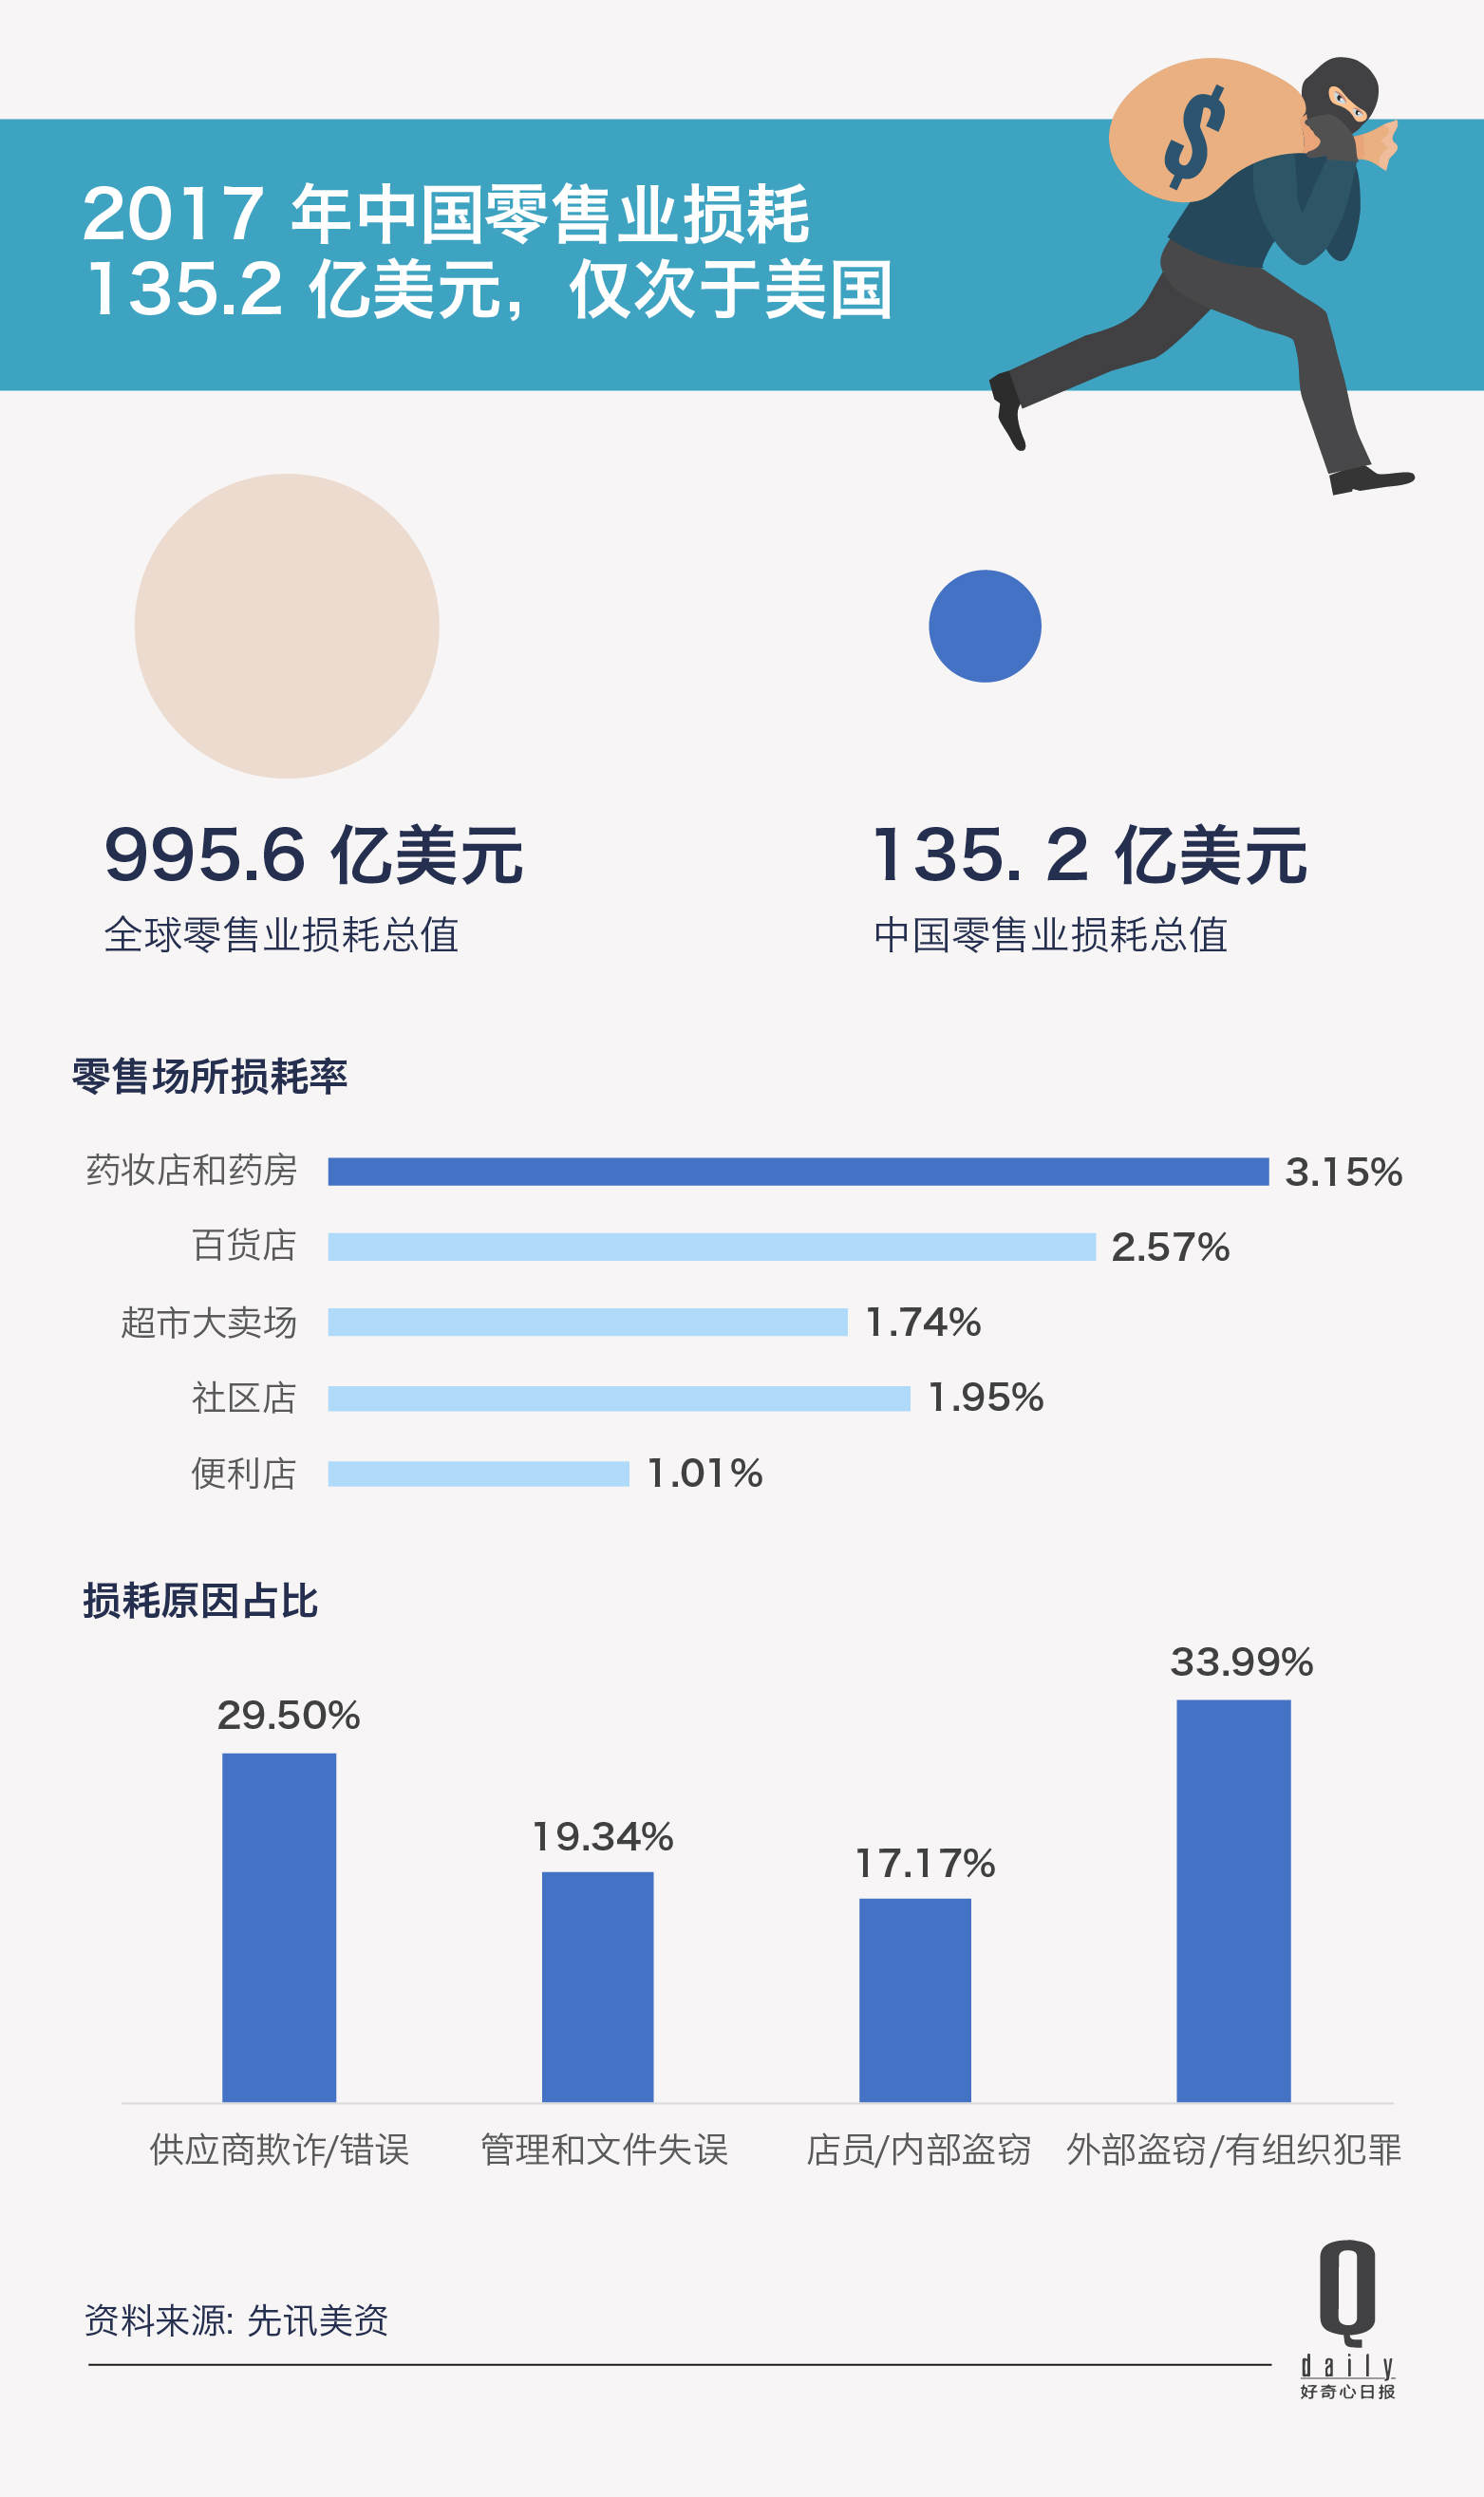 2017 年中国零售业损耗
135.2 亿美元，仅次于美国
$
995.6 亿美元
全球零售业损耗总值
135. 2 亿美元
中国零售业损耗总值
零售场所损耗率
药妆店和药房 3.15%
百货店 2.57%
超市大卖场 1.74%
社区店 1.95%
便利店 1.01%
损耗原因占比
29.50%
19.34%
17.17%
33.99%
供应商欺诈/错误
管理和文件失误
店员/内部盗窃
外部盗窃/有组织犯罪
资料来源: 先讯美资
Q
daily
好奇心日报